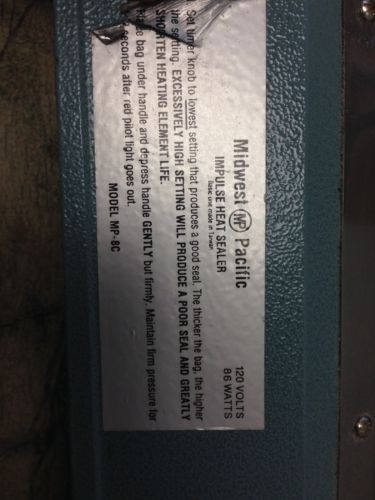 Midwest MP Pacific
IMPULSE HEAT SEALER
120 VOLTS
86 WATTS
Set timer knob to lowest setting that produces a good seal. The thicker the bag, the higher
the setting. EXCESSIVELY HIGH SETTING WILL PRODUCE A POOR SEAL AND GREATLY
SHORTEN HEATING ELEMENT LIFE.
bag under handle and depress handle GENTLY but firmly. Maintain firm pressure for
seconds after red pilot light goes out.
MODEL MP-8C